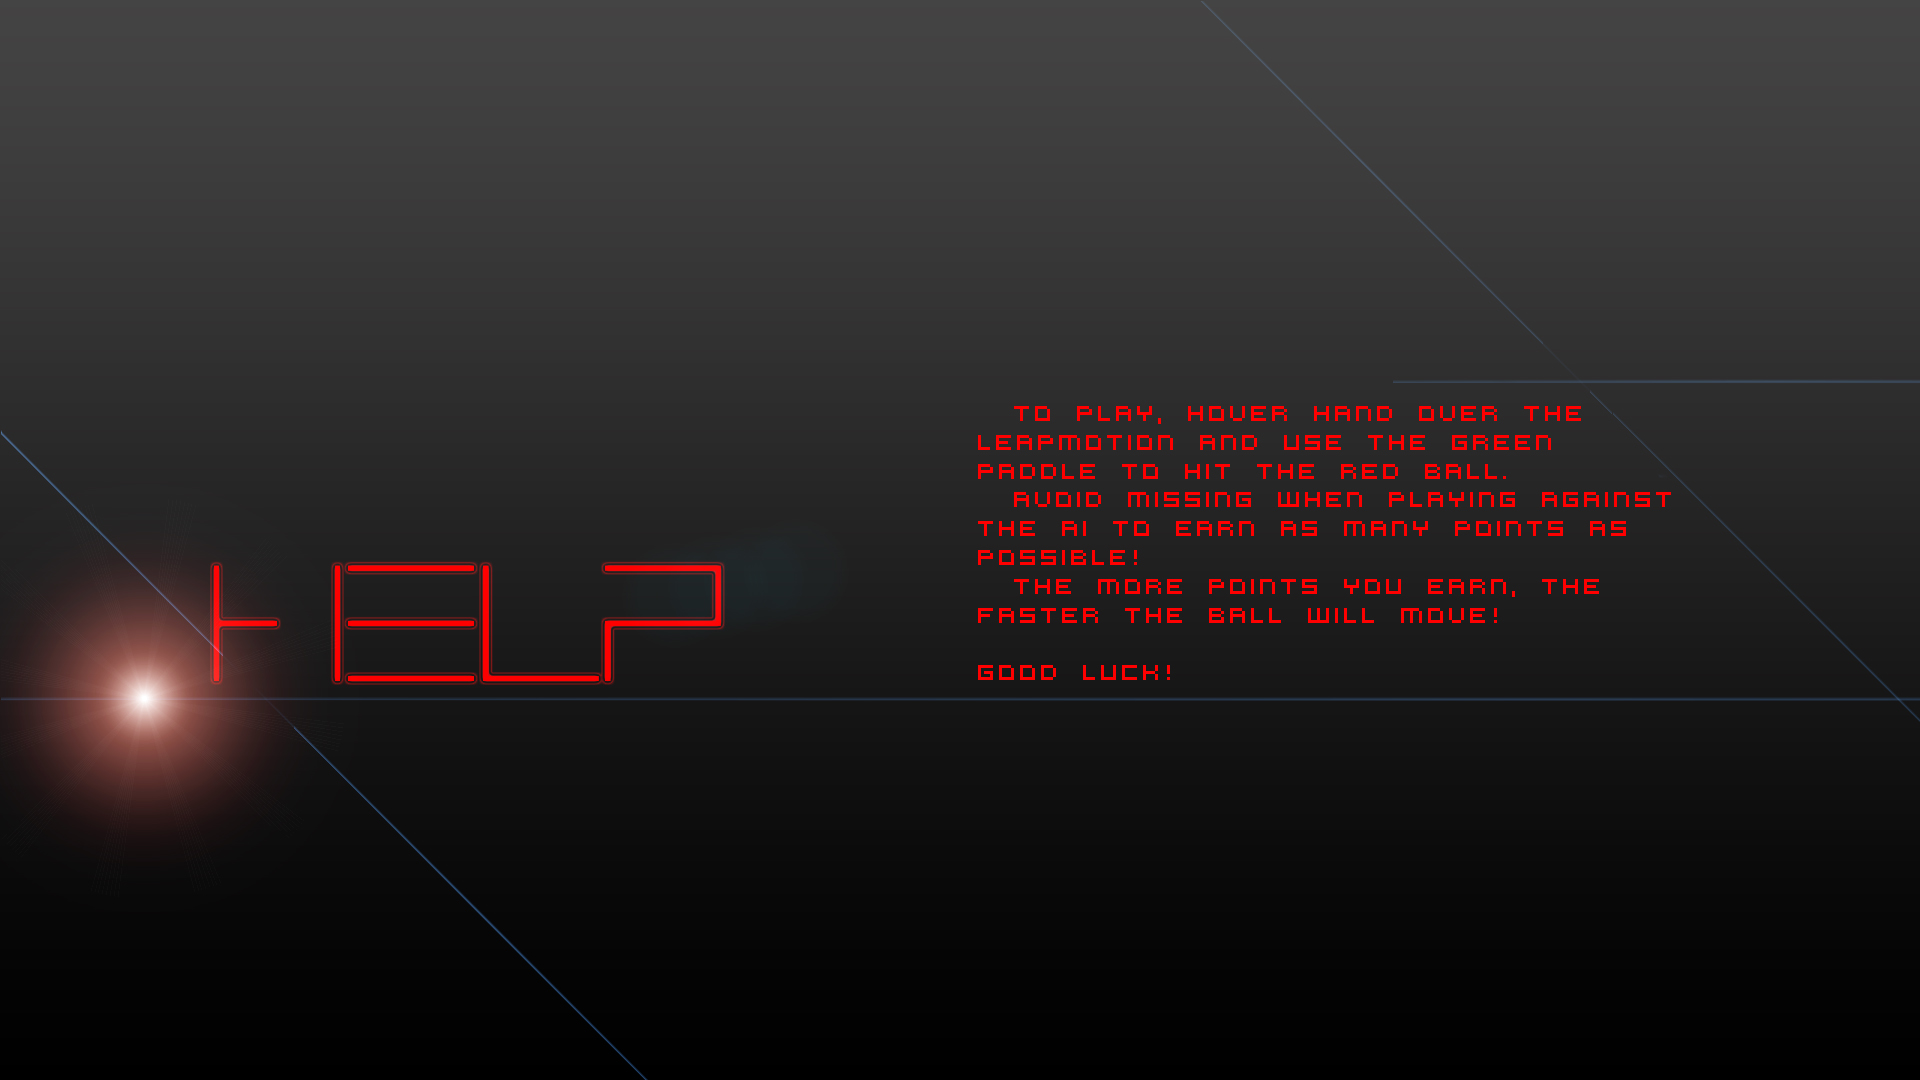 HELP
TO PLAY, HOVER HAND OVER THE
LEAPMOTION AND USE THE GREEN
PADDLE TO HIT THE RED BALL.
AVOID MISSING WHEN PLAYING AGAINST
THE AI TO EARN AS MANY POINTS AS
POSSIBLE!
THE MORE POINTS YOU EARN, THE
FASTER THE BALL WILL MOVE!
GOOD LUCK!